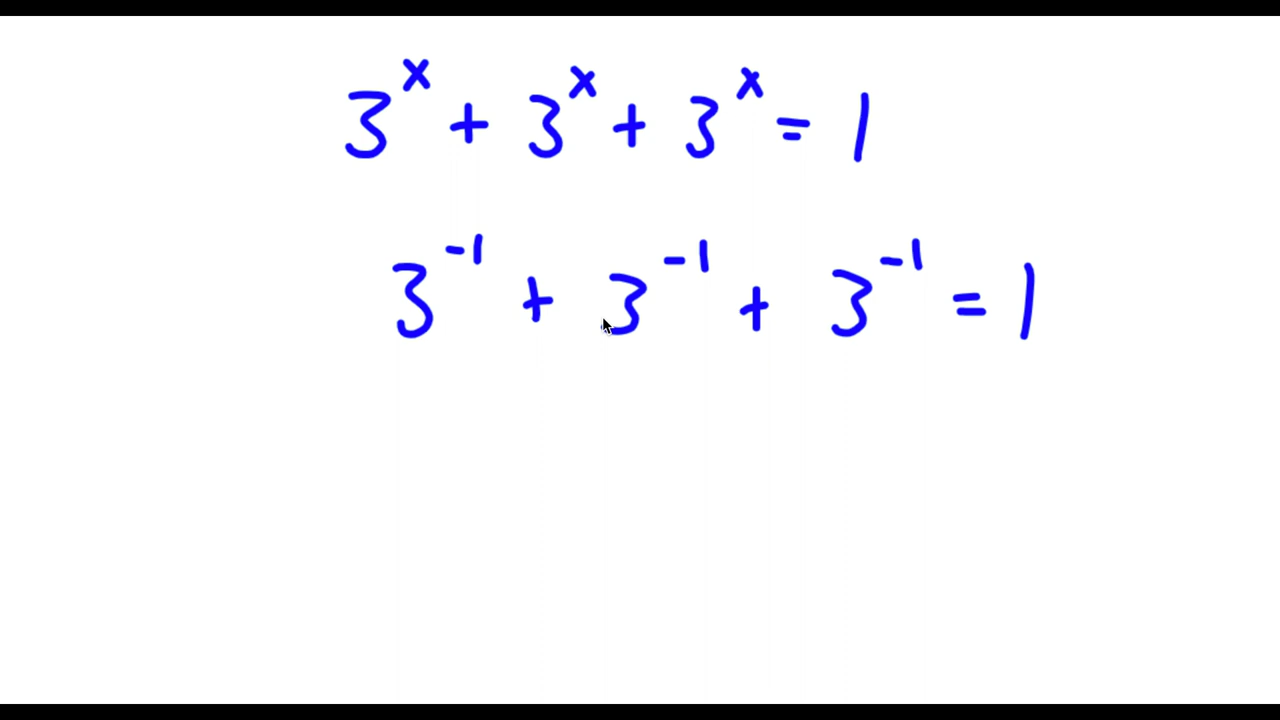 3^x + 3^x + 3^x = 1
3^-1 + 3^-1 + 3^-1 = 1